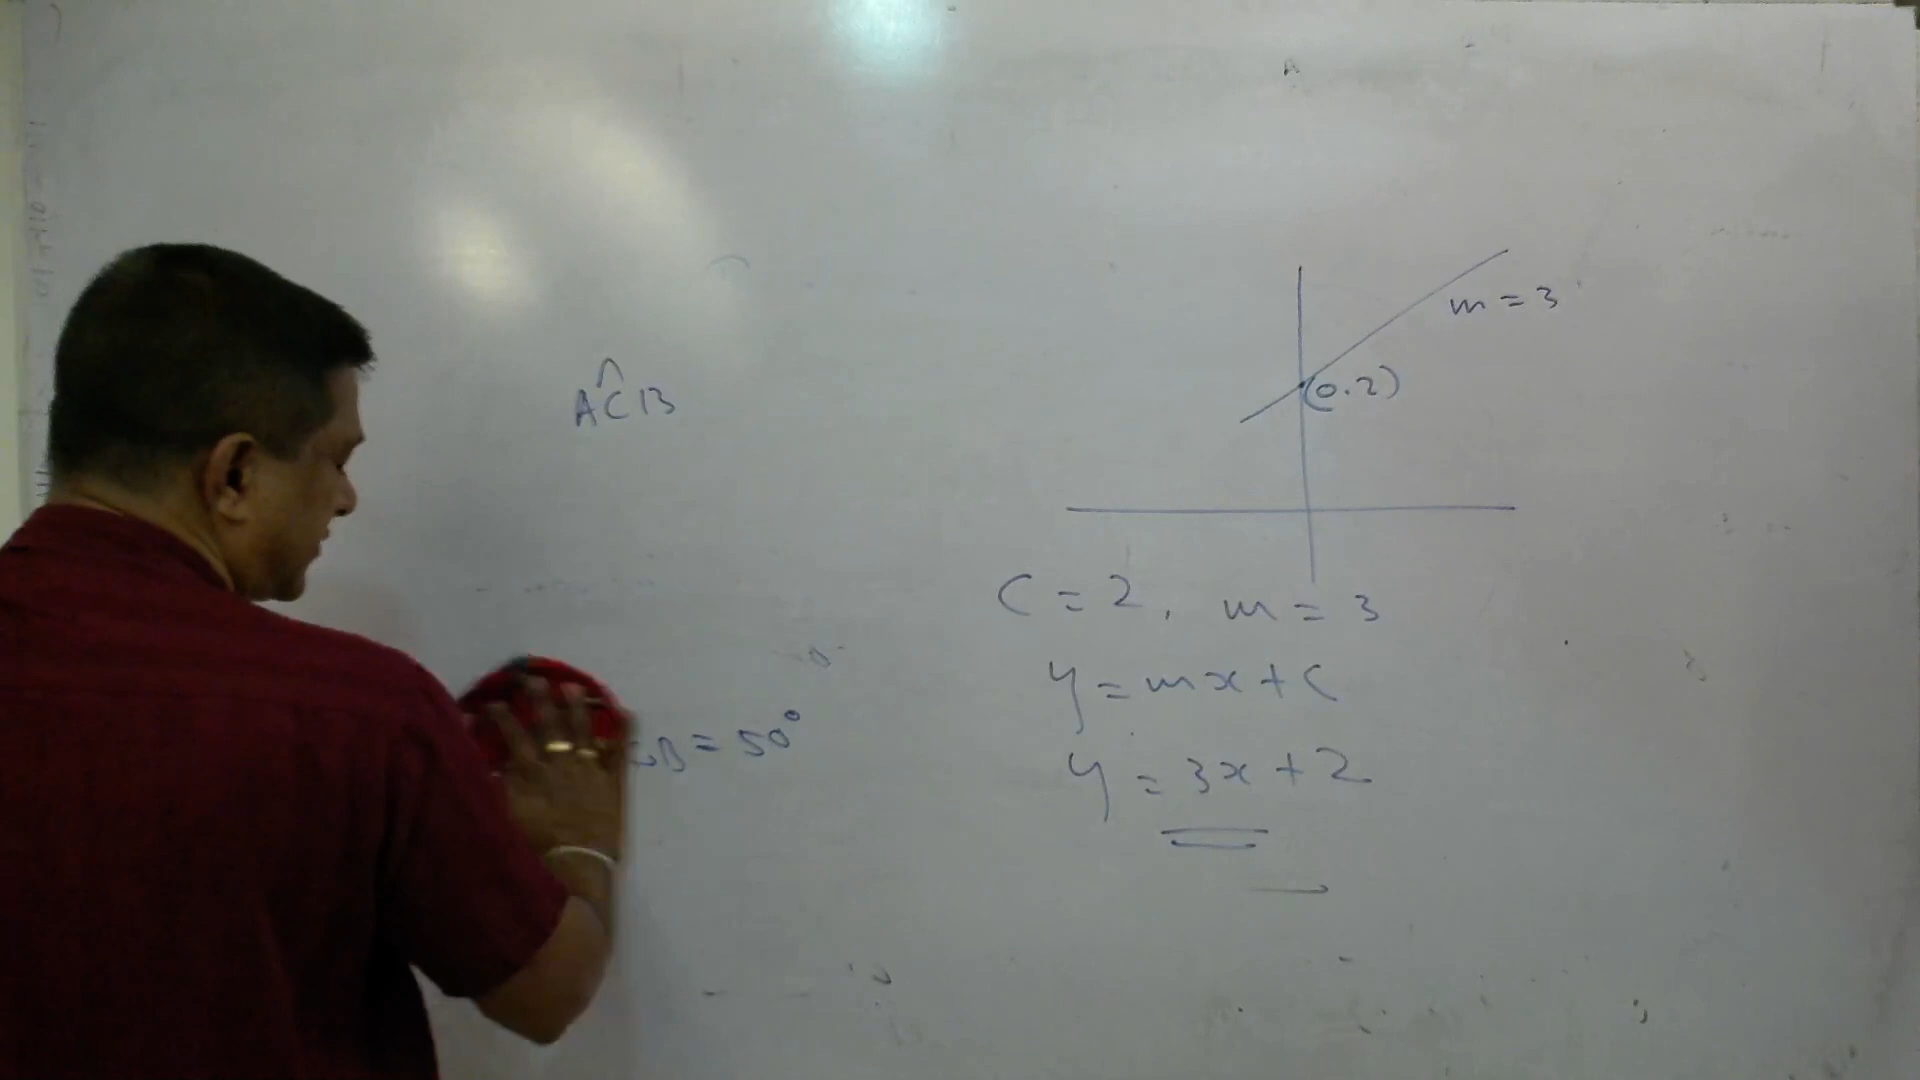 AĈB
= 50°
m = 3
(0.2)
C = 2, m = 3
y = mx + c
y = 3x + 2